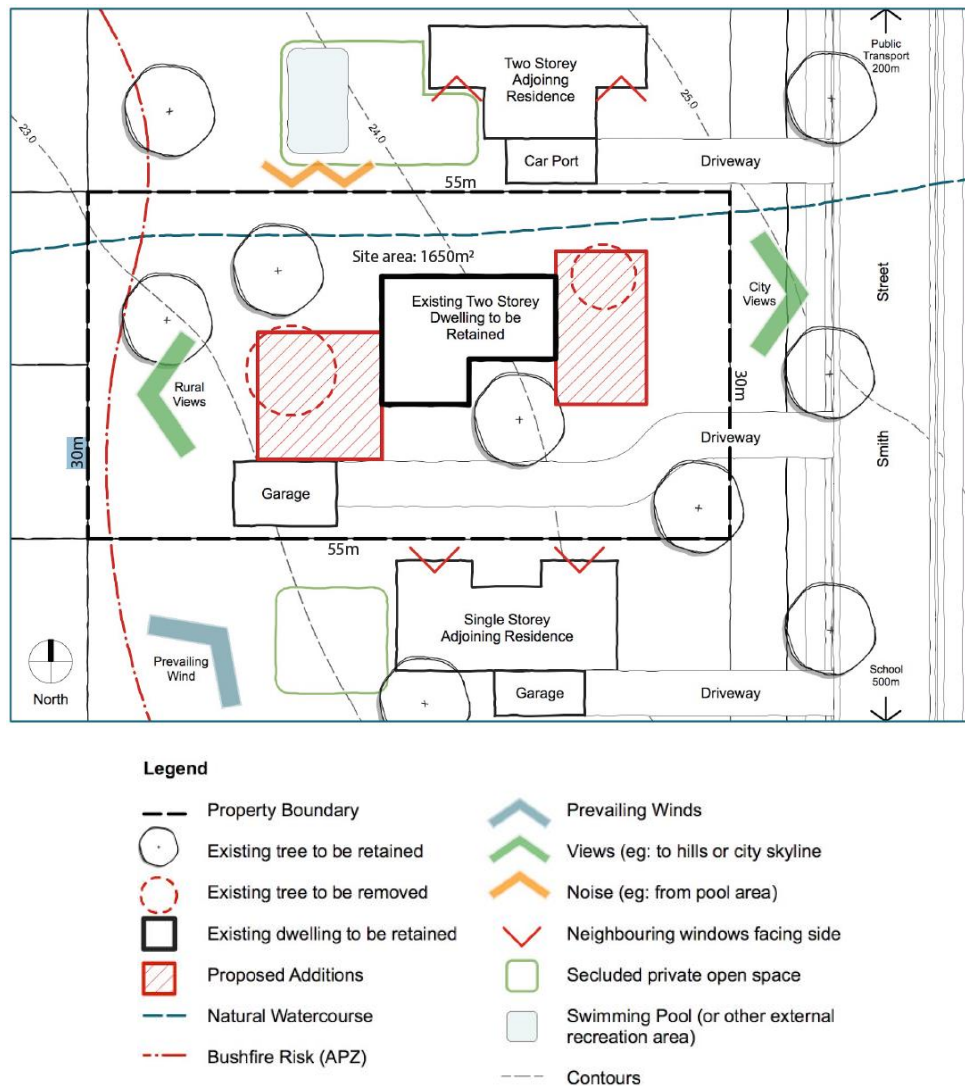 Public
Transport
200m
Two Storey
Adjoinng
Residence
25.0
23.0
24.0
Car Port
Driveway
55m
Site area: 1650m²
Existing Two Storey
Dwelling to be
Retained
City
Views
Street
Rural
Views
30m
30m
Driveway
Smith
Garage
55m
Single Storey
Adjoining Residence
Prevailing
Wind
North
Garage
Driveway
School
500m
Legend
Property Boundary
Existing tree to be retained
Existing tree to be removed
Existing dwelling to be retained
Proposed Additions
Natural Watercourse
Bushfire Risk (APZ)
Prevailing Winds
Views (eg: to hills or city skyline
Noise (eg: from pool area)
Neighbouring windows facing side
Secluded private open space
Swimming Pool (or other external
recreation area)
Contours